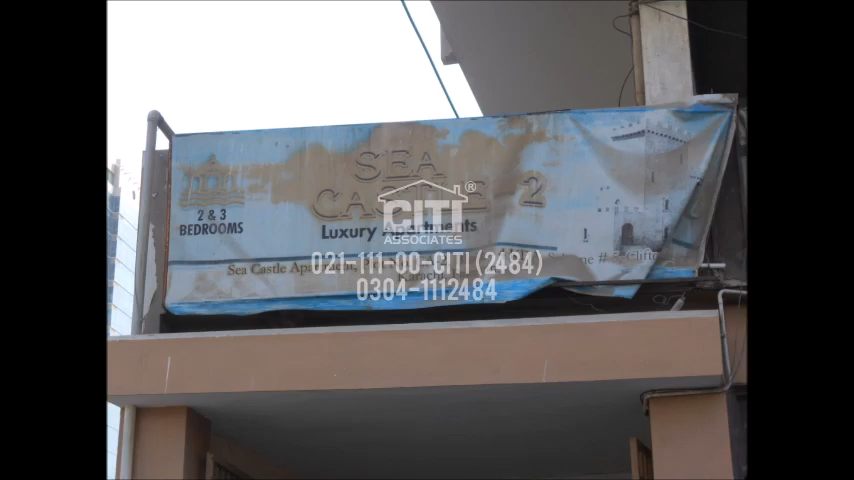 SEA
CASTLE - 2
2 & 3
BEDROOMS
Luxury Apartments
CITI®
ASSOCIATES
Sea Castle Apartment,
Karachi
021-111-00-CITI (2484)
0304-1112484